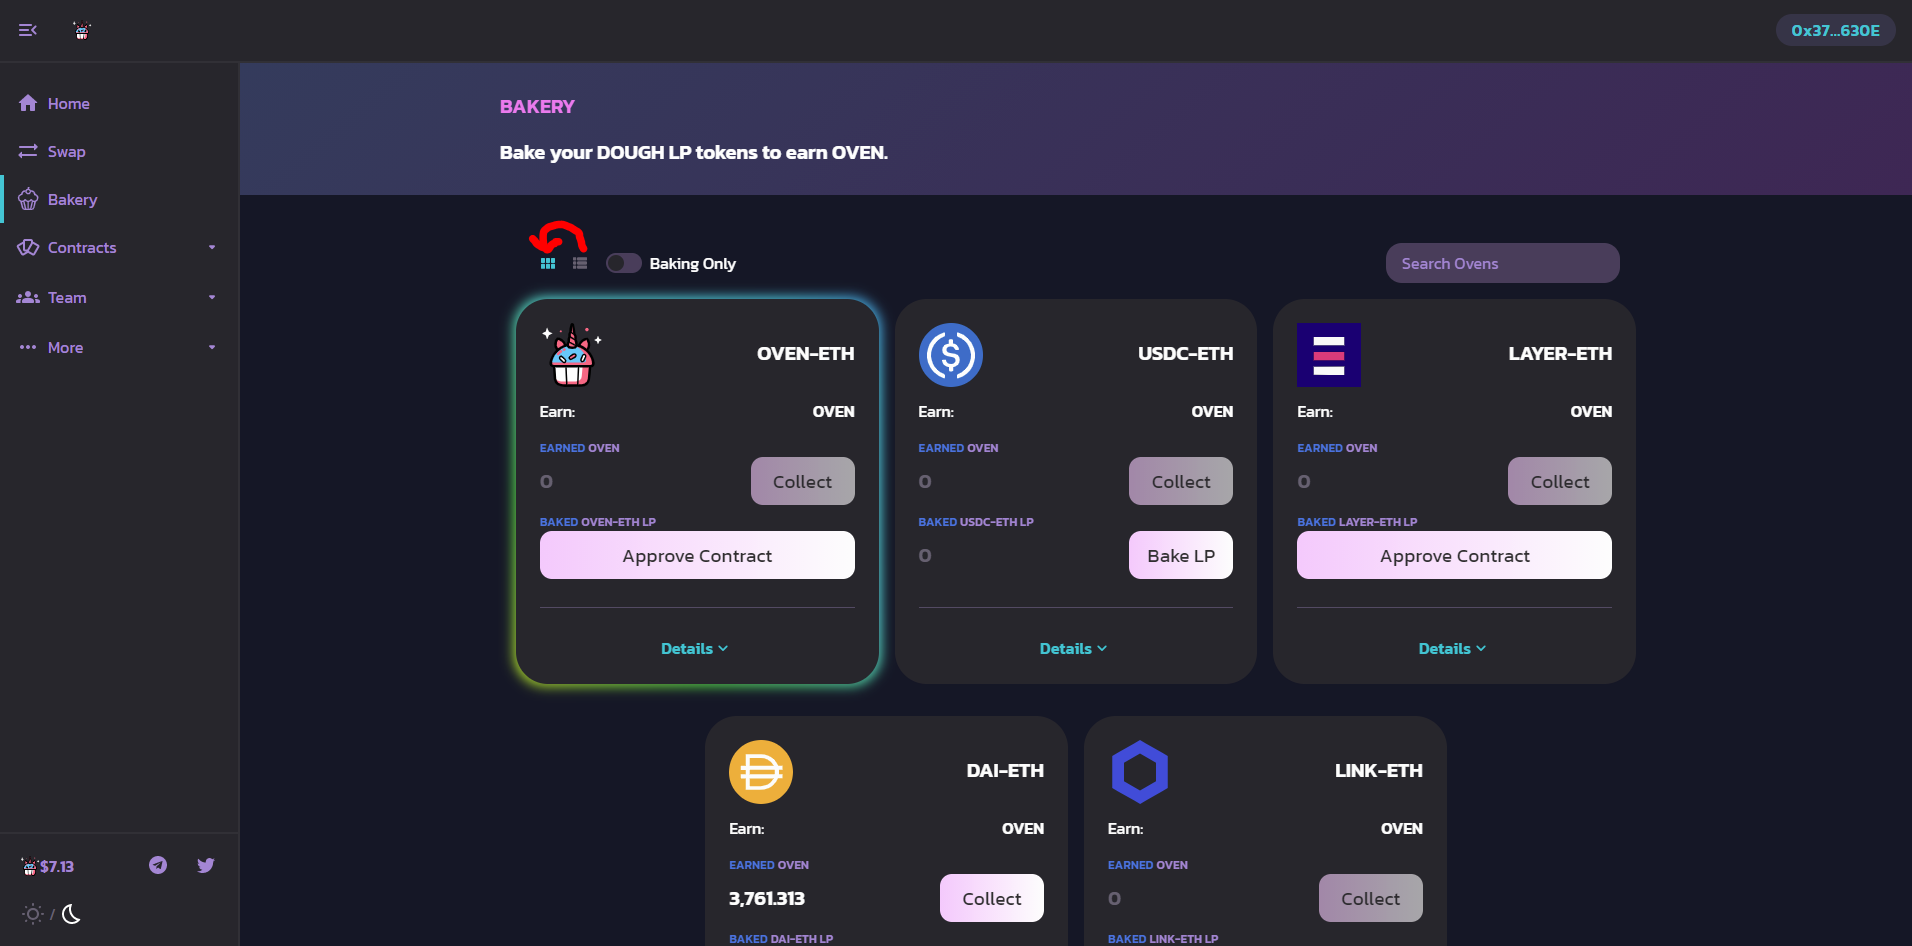 0x37...630E
Home
Swap
Bakery
Contracts
Team
More
$7.13
/
BAKERY
Bake your DOUGH LP tokens to earn OVEN.
Baking Only
Search Ovens
OVEN-ETH
Earn: OVEN
EARNED OVEN
0 Collect
BAKED OVEN-ETH LP
Approve Contract
Details
USDC-ETH
Earn: OVEN
EARNED OVEN
0 Collect
BAKED USDC-ETH LP
0 Bake LP
Details
LAYER-ETH
Earn: OVEN
EARNED OVEN
0 Collect
BAKED LAYER-ETH LP
Approve Contract
Details
DAI-ETH
Earn: OVEN
EARNED OVEN
3,761.313 Collect
BAKED DAI-ETH LP
LINK-ETH
Earn: OVEN
EARNED OVEN
0 Collect
BAKED LINK-ETH LP